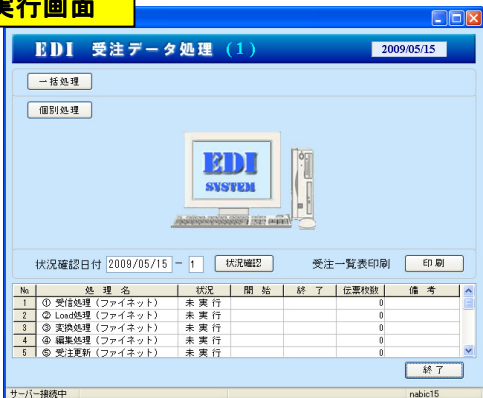 実行画面
EDI 受注データ処理 (1) 2009/05/15
一括処理
個別処理
EDI
SYSTEM
状況確認日付 2009/05/15 - 1 状況確認 受注一覧表印刷 印刷
No 処理名 状況 開始 終了 伝票枚数 備考
1 ① 受信処理(ファイネット) 未実行 0
2 ② Load処理(ファイネット) 未実行 0
3 ③ 変換処理(ファイネット) 未実行 0
4 ④ 編集処理(ファイネット) 未実行 0
5 ⑤ 受注更新(ファイネット) 未実行 0
終了
サーバー接続中 nabic15